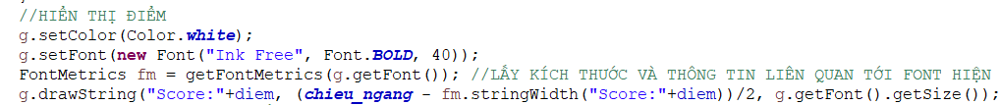 //HIỂN THỊ ĐIỂM
g.setColor(Color.white);
g.setFont(new Font("Ink Free", Font.BOLD, 40));
FontMetrics fm = getFontMetrics(g.getFont()); //LẤY KÍCH THƯỚC VÀ THÔNG TIN LIÊN QUAN TỚI FONT HIỆN
g.drawString("Score:"+diem, (chieu_ngang - fm.stringWidth("Score:"+diem))/2, g.getFont().getSize());